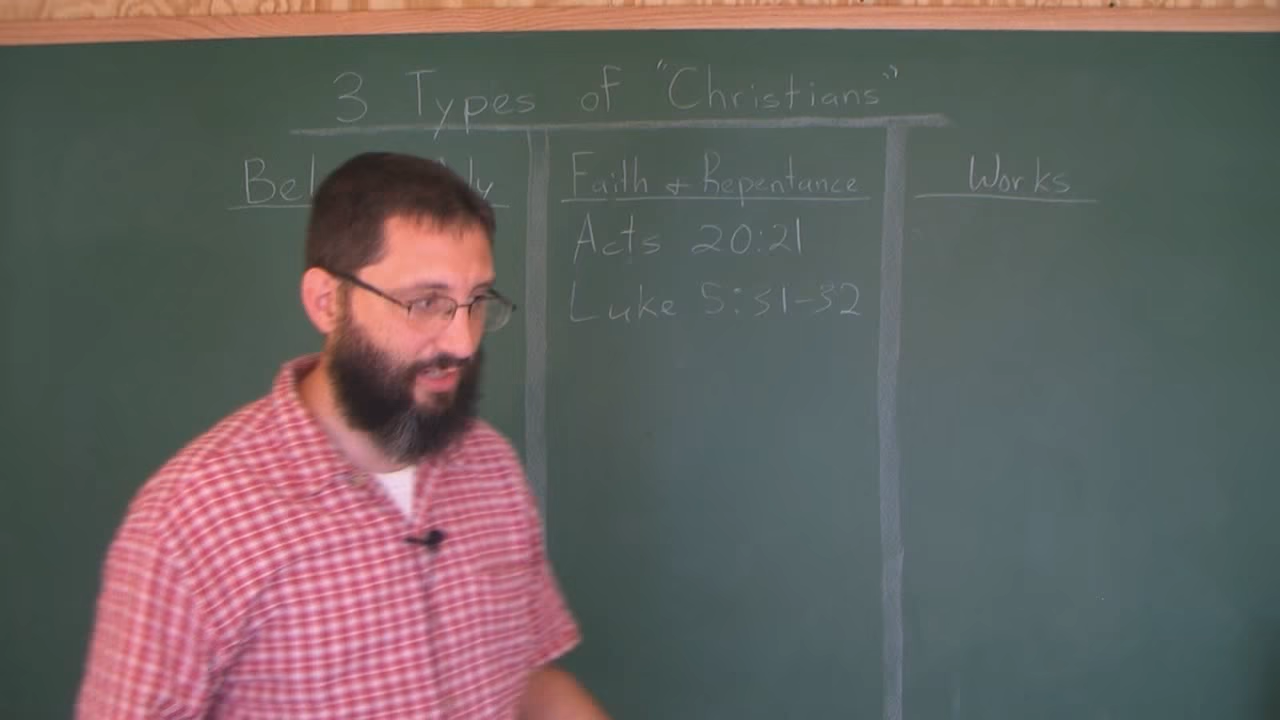 3 Types of "Christians"
Faith & Repentance
Works
Acts 20:21
Luke 5:31-32